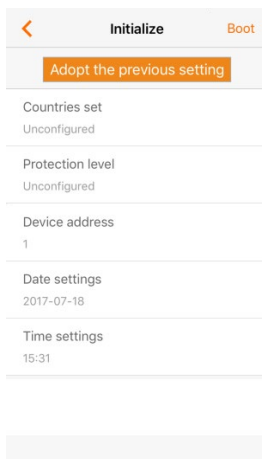 Initialize
Boot
Adopt the previous setting
Countries set
Unconfigured
Protection level
Unconfigured
Device address
1
Date settings
2017-07-18
Time settings
15:31